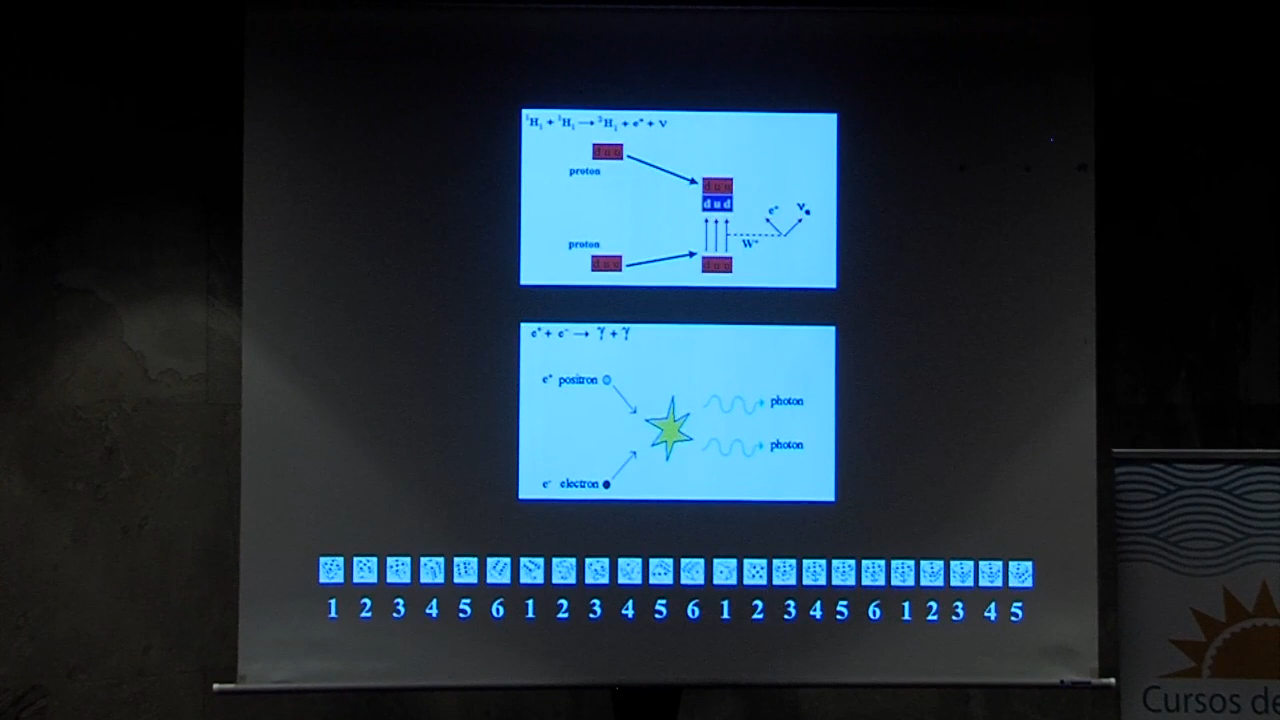 ¹H₁ + ¹H₁ → ²H₁ + e⁺ + ν
d u u
proton
d u u
d u d
e⁺ νₑ
proton
W⁺
d u u
d u u
e⁺ + e⁻ → γ + γ
e⁺ positron
photon
photon
e⁻ electron
1 2 3 4 5 6 1 2 3 4 5 6 1 2 3 4 5 6 1 2 3 4 5
Cursos de